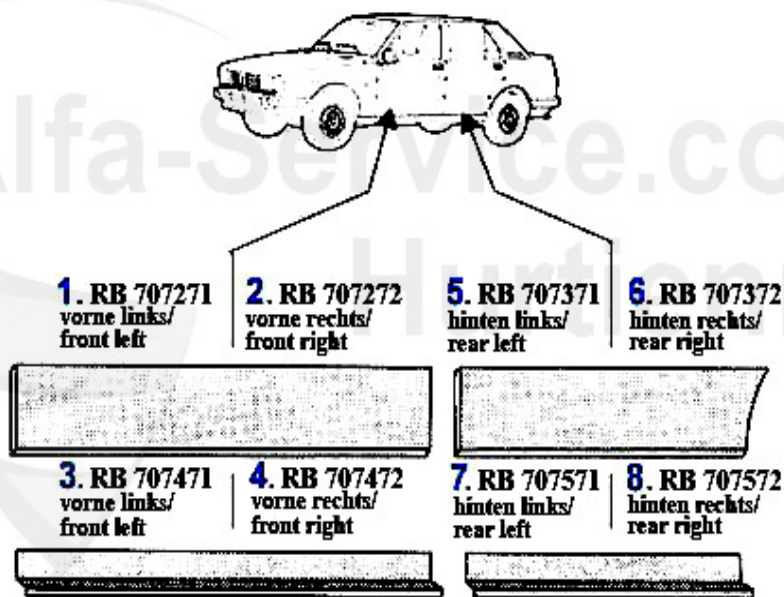 Alfa-Service.co
Hurtion
1. RB 707271
vorne links/
front left
2. RB 707272
vorne rechts/
front right
5. RB 707371
hinten links/
rear left
6. RB 707372
hinten rechts/
rear right
3. RB 707471
vorne links/
front left
4. RB 707472
vorne rechts/
front right
7. RB 707571
hinten links/
rear left
8. RB 707572
hinten rechts/
rear right